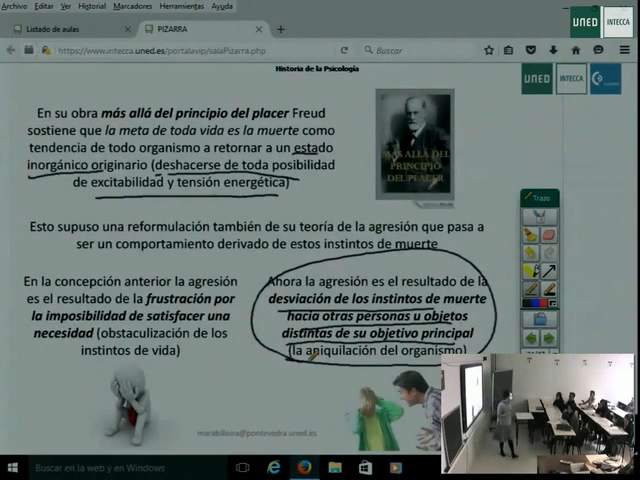 Archivo Editar Ver Historial Marcadores Herramientas Ayuda
Listado de aulas
PIZARRA
https://www.intecca.uned.es/portalavip/salaPizarra.php
Buscar
UNED
INTECCA
Historia de la Psicología
UNED
INTECCA
En su obra más allá del principio del placer Freud
sostiene que la meta de toda vida es la muerte como
tendencia de todo organismo a retornar a un estado
inorgánico originario (deshacerse de toda posibilidad
de excitabilidad y tensión energética)
MÁS ALLÁ DEL
PRINCIPIO
DEL PLACER
Trazo
Esto supuso una reformulación también de su teoría de la agresión que pasa a
ser un comportamiento derivado de estos instintos de muerte
En la concepción anterior la agresión
es el resultado de la frustración por
la imposibilidad de satisfacer una
necesidad (obstaculización de los
instintos de vida)
Ahora la agresión es el resultado de la
desviación de los instintos de muerte
hacia otras personas u objetos
distintas de su objetivo principal
(la aniquilación del organismo)
marabilleira@pontevedra.uned.es
Buscar en la web y en Windows